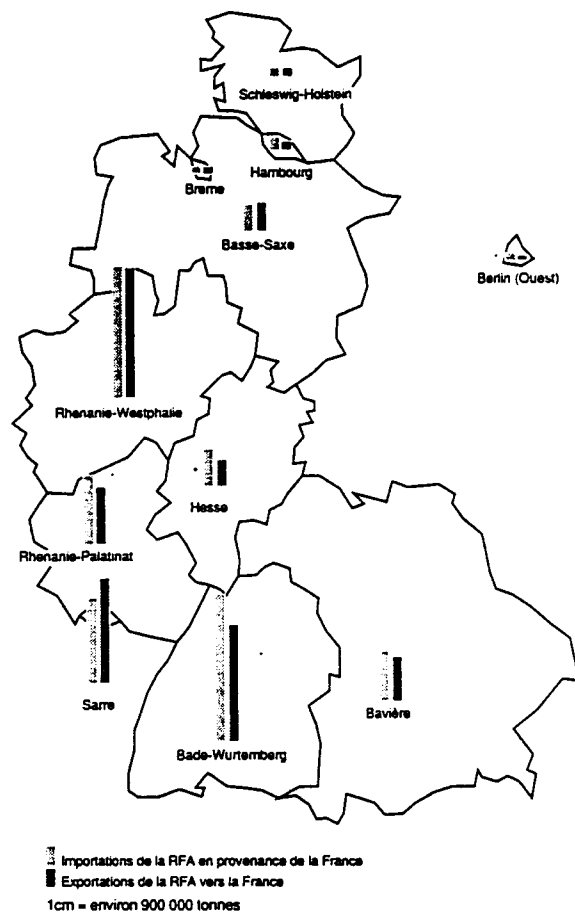 Schleswig-Holstein
Hambourg
Breme
Basse-Saxe
Berlin (Ouest)
Rhenanie-Westphalie
Hesse
Rhenanie-Palatinat
Sarre
Bavière
Bade-Wurtemberg
Importations de la RFA en provenance de la France
Exportations de la RFA vers la France
1cm = environ 900 000 tonnes